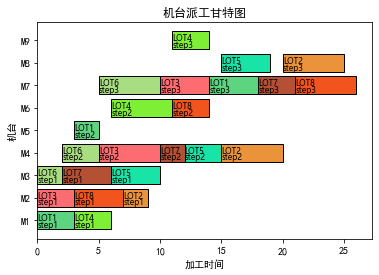 机台派工甘特图
机台
M9
LOT4
step3
M8
LOT5
step3
LOT2
step3
M7
LOT6
step3
LOT3
step3
LOT1
step3
LOT7
step3
LOT8
step3
M6
LOT4
step2
LOT8
step2
M5
LOT1
step2
M4
LOT6
step2
LOT3
step2
LOT7
step2
LOT5
step2
LOT2
step2
M3
LOT6
step1
LOT7
step1
LOT5
step1
M2
LOT3
step1
LOT8
step1
LOT2
step1
M1
LOT1
step1
LOT4
step1
0 5 10 15 20 25
加工时间